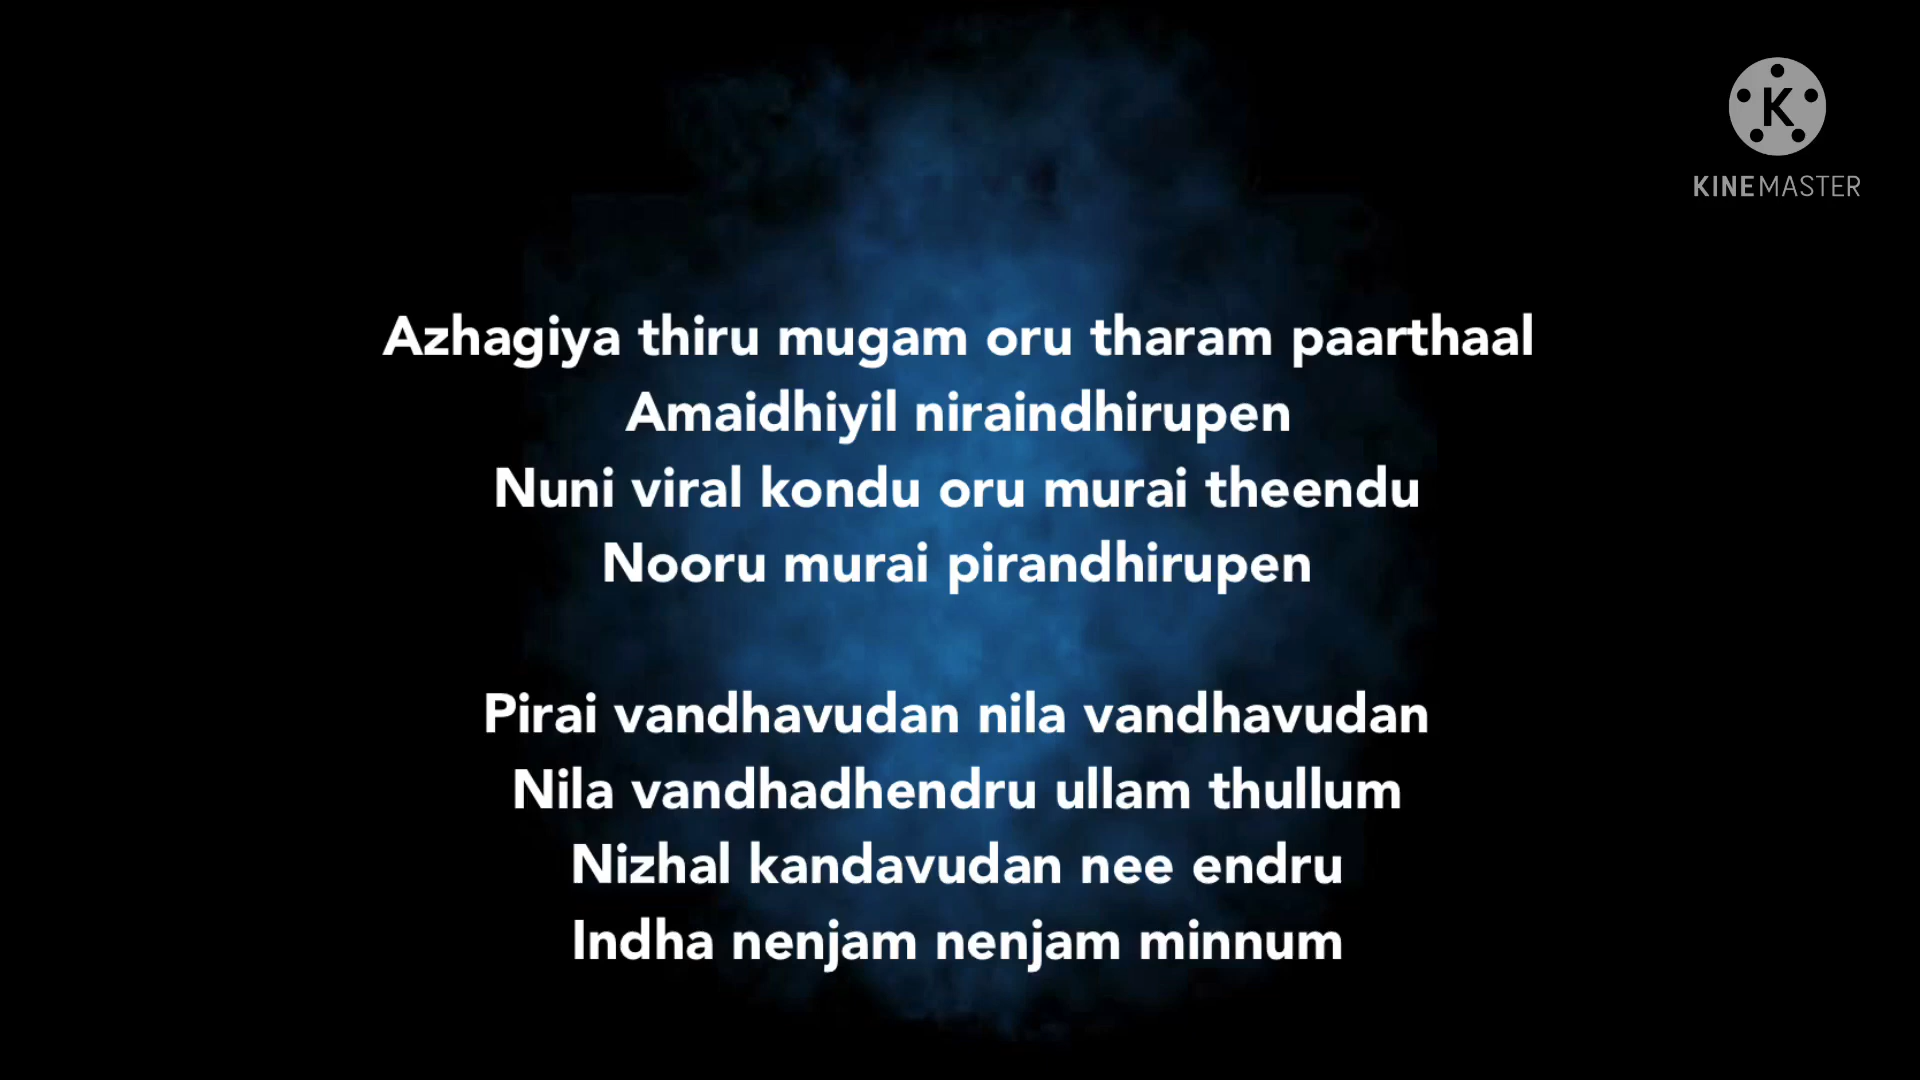 K
KINEMASTER
Azhagiya thiru mugam oru tharam paarthaal
Amaidhiyil niraindhirupen
Nuni viral kondu oru murai theendu
Nooru murai pirandhirupen
Pirai vandhavudan nila vandhavudan
Nila vandhadhendru ullam thullum
Nizhal kandavudan nee endru
Indha nenjam nenjam minnum